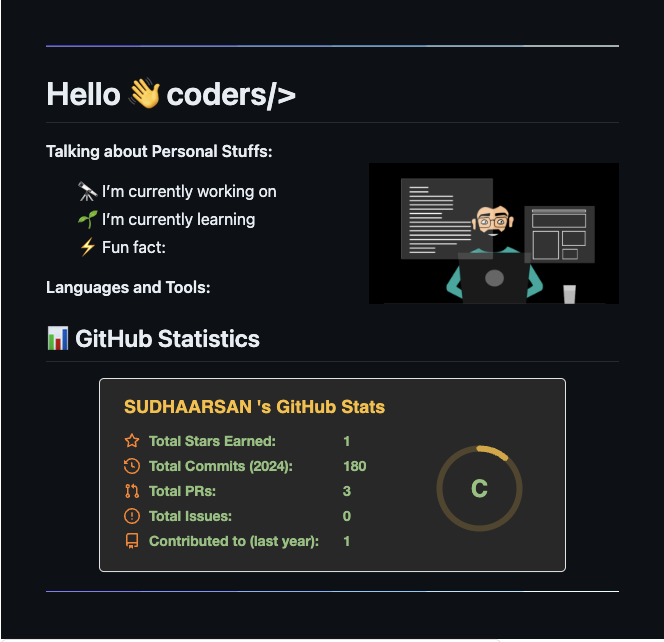 Hello 👋 coders/>
Talking about Personal Stuffs:
🔭 I’m currently working on
🌱 I’m currently learning
⚡ Fun fact:
Languages and Tools:
📊 GitHub Statistics
SUDHAARSAN 's GitHub Stats
Total Stars Earned: 1
Total Commits (2024): 180
Total PRs: 3
Total Issues: 0
Contributed to (last year): 1
C